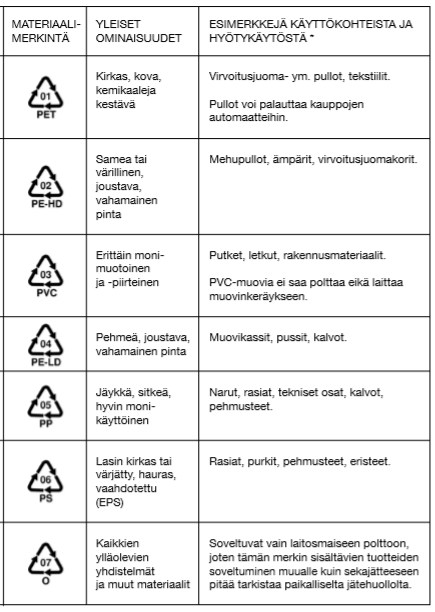 MATERIAALI-
MERKINTÄ
YLEISET
OMINAISUUDET
ESIMERKKEJÄ KÄYTTÖKOHTEISTA JA
HYÖTYKÄYTÖSTÄ *
01
PET
Kirkas, kova,
kemikaaleja
kestävä
Virvoitusjuoma- ym. pullot, tekstiilit.
Pullot voi palauttaa kauppojen
automaatteihin.
02
PE-HD
Samea tai
värillinen,
joustava,
vahamainen
pinta
Mehupullot, ämpärit, virvoitusjuomakorit.
03
PVC
Erittäin moni-
muotoinen
ja -piirteinen
Putket, letkut, rakennusmateriaalit.
PVC-muovia ei saa polttaa eikä laittaa
muovinkeräykseen.
04
PE-LD
Pehmeä, joustava,
vahamainen pinta
Muovikassit, pussit, kalvot.
05
PP
Jäykkä, sitkeä,
hyvin moni-
käyttöinen
Narut, rasiat, tekniset osat, kalvot,
pehmusteet.
06
PS
Lasin kirkas tai
värjätty, hauras,
vaahdotettu
(EPS)
Rasiat, purkit, pehmusteet, eristeet.
07
O
Kaikkien
ylläolevien
yhdistelmät
ja muut materiaalit
Soveltuvat vain laitosmaiseen polttoon,
joten tämän merkin sisältävien tuotteiden
soveltuminen muualle kuin sekajätteeseen
pitää tarkistaa paikalliselta jätehuollolta.